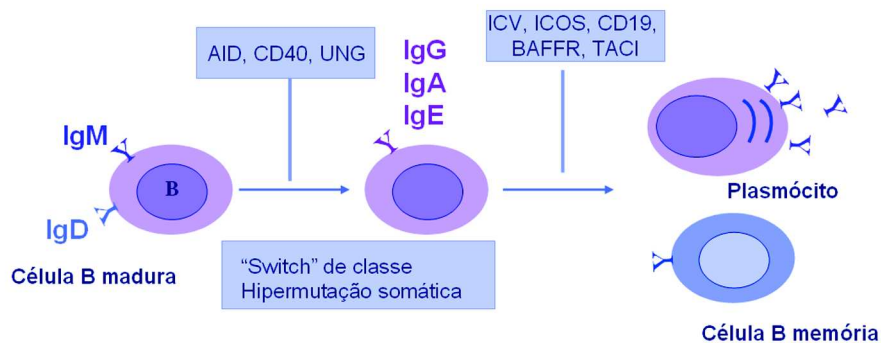 AID, CD40, UNG
IgG
IgA
IgE
ICV, ICOS, CD19,
BAFFR, TACI
IgM
B
IgD
Célula B madura
"Switch" de classe
Hipermutação somática
Plasmócito
Célula B memória